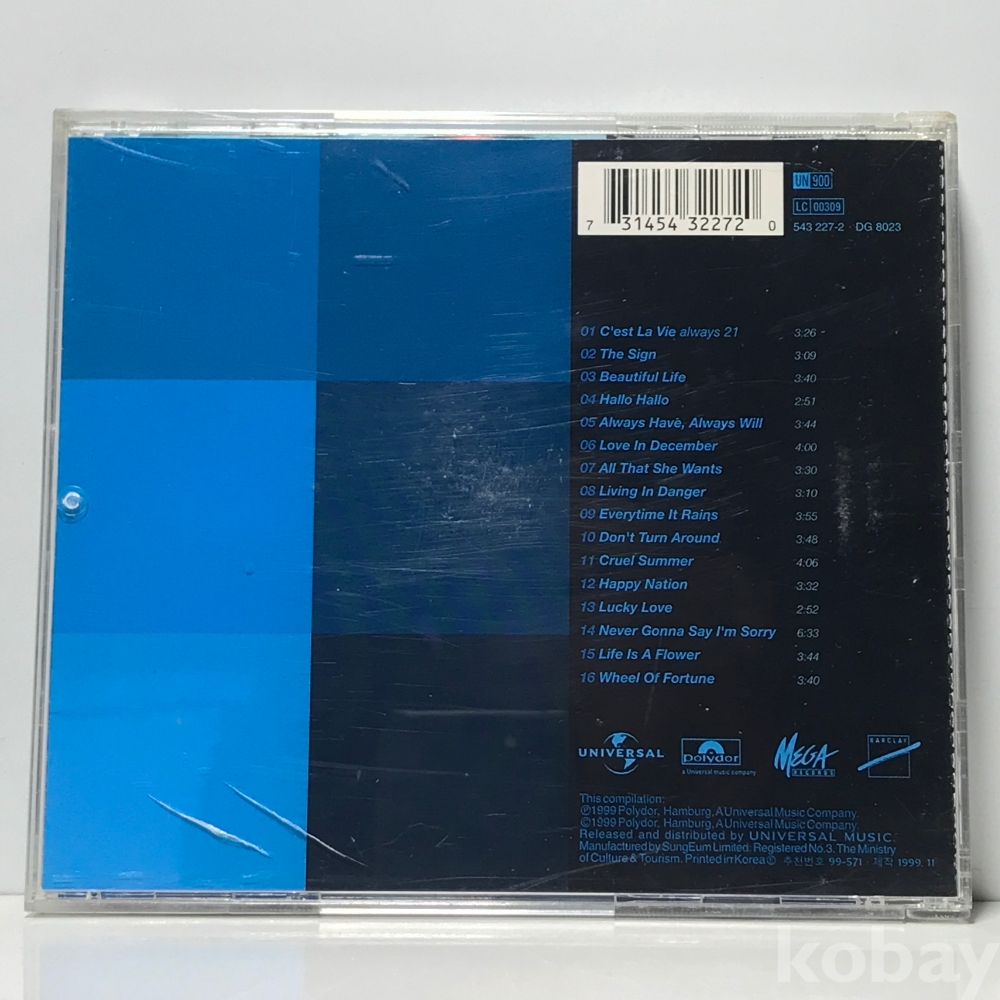 7 31454 32272 0
UN 900
LC 00309
543 227-2 · DG 8023
01 C'est La Vie always 21 3:26
02 The Sign 3:09
03 Beautiful Life 3:40
04 Hallo Hallo 2:51
05 Always Have, Always Will 3:44
06 Love In December 4:00
07 All That She Wants 3:30
08 Living In Danger 3:10
09 Everytime It Rains 3:55
10 Don't Turn Around 3:48
11 Cruel Summer 4:06
12 Happy Nation 3:32
13 Lucky Love 2:52
14 Never Gonna Say I'm Sorry 6:33
15 Life Is A Flower 3:44
16 Wheel Of Fortune 3:40
UNIVERSAL
polydor
a Universal music company
MEGA
RECORDS
BARCLAY
This compilation:
℗1999 Polydor, Hamburg, A Universal Music Company.
©1999 Polydor, Hamburg, A Universal Music Company.
Released and distributed by UNIVERSAL MUSIC.
Manufactured by SungEum Limited: Registered No.3. The Ministry
of Culture & Tourism. Printed in Korea © 추천번호 99-571 · 제작 1999. 11
kobay